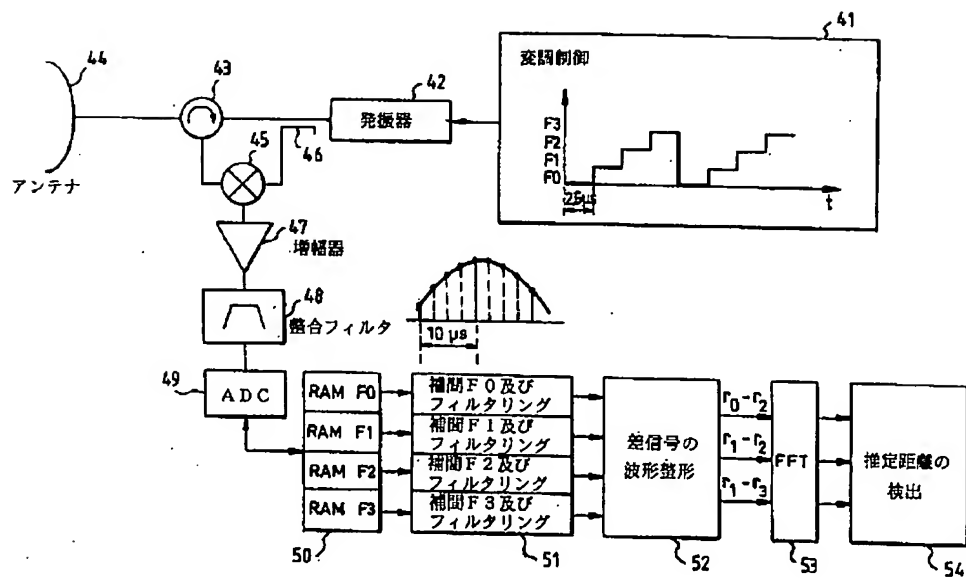 41
変調制御
F3
F2
F1
F0
2.5μs
t
44
43
42
発振器
46
45
アンテナ
47
増幅器
48
整合フィルタ
10 μs
49
ADC
RAM F0
RAM F1
RAM F2
RAM F3
50
補間F0及び
フィルタリング
補間F1及び
フィルタリング
補間F2及び
フィルタリング
補間F3及び
フィルタリング
51
差信号の
波形整形
52
r0-r2
r1-r2
r1-r3
FFT
53
推定距離の
検出
54